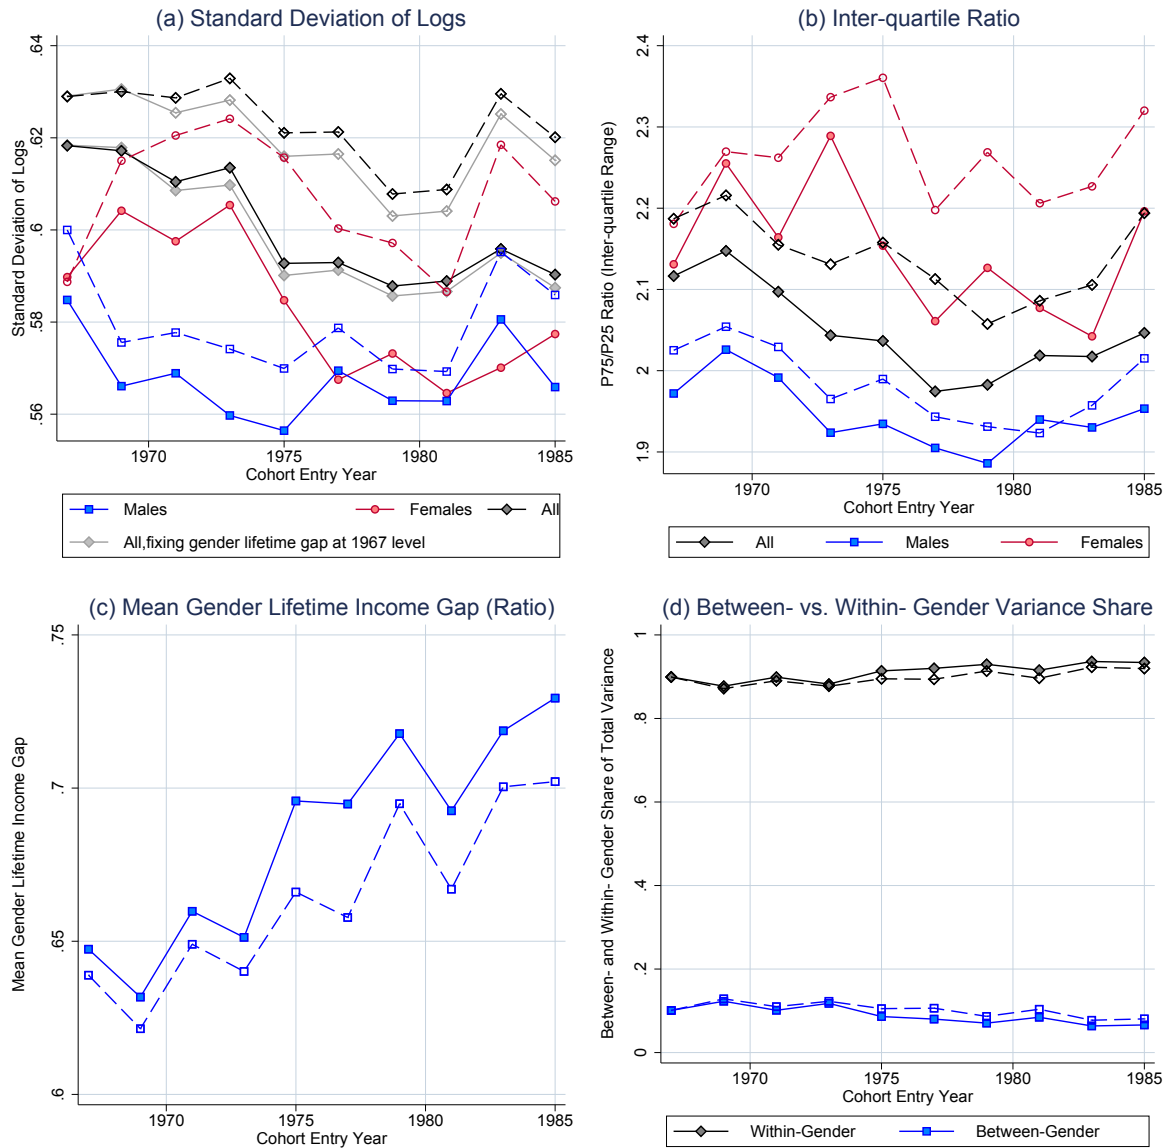 (a) Standard Deviation of Logs
Standard Deviation of Logs
.64
.62
.6
.58
.56
1970
1975
1980
1985
Cohort Entry Year
Males
Females
All
All,fixing gender lifetime gap at 1967 level
(b) Inter-quartile Ratio
P75/P25 Ratio (Inter-quartile Range)
2.4
2.3
2.2
2.1
2
1.9
1970
1975
1980
1985
Cohort Entry Year
All
Males
Females
(c) Mean Gender Lifetime Income Gap (Ratio)
Mean Gender Lifetime Income Gap
.75
.7
.65
.6
1970
1975
1980
1985
Cohort Entry Year
(d) Between- vs. Within- Gender Variance Share
Between- and Within- Gender Share of Total Variance
1
.8
.6
.4
.2
0
1970
1975
1980
1985
Cohort Entry Year
Within-Gender
Between-Gender